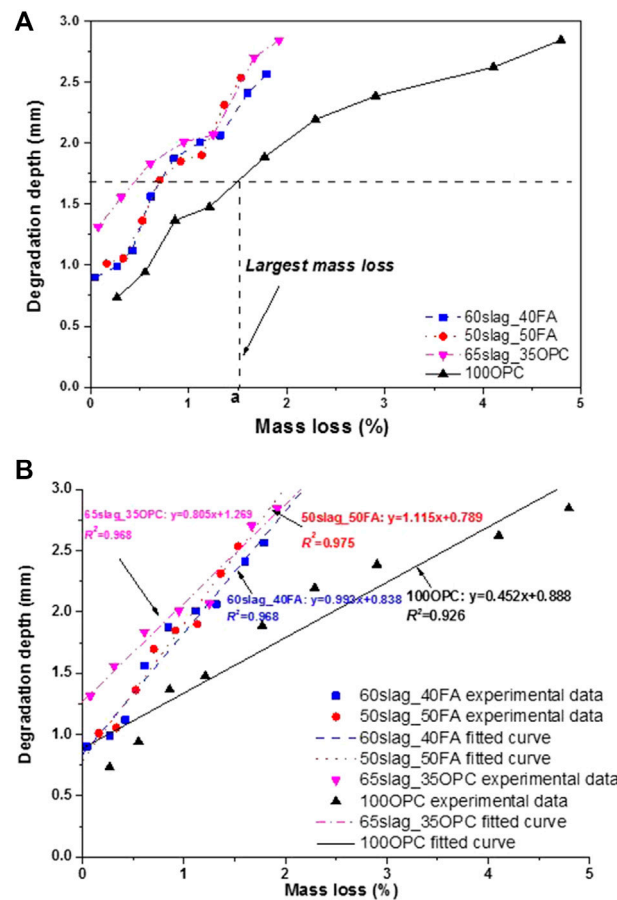 A
3.0
2.5
2.0
1.5
1.0
0.5
0.0
Degradation depth (mm)
Largest mass loss
60slag_40FA
50slag_50FA
65slag_35OPC
100OPC
0
1
a
2
3
4
5
Mass loss (%)
B
3.0
2.5
2.0
1.5
1.0
0.5
0.0
Degradation depth (mm)
65slag_35OPC: y=0.805x+1.269
R²=0.968
50slag_50FA: y=1.115x+0.789
R²=0.975
60slag_40FA: y=0.993x+0.838
R²=0.968
100OPC: y=0.452x+0.888
R²=0.926
60slag_40FA experimental data
50slag_50FA experimental data
60slag_40FA fitted curve
50slag_50FA fitted curve
65slag_35OPC experimental data
100OPC experimental data
65slag_35OPC fitted curve
100OPC fitted curve
0
1
2
3
4
5
Mass loss (%)